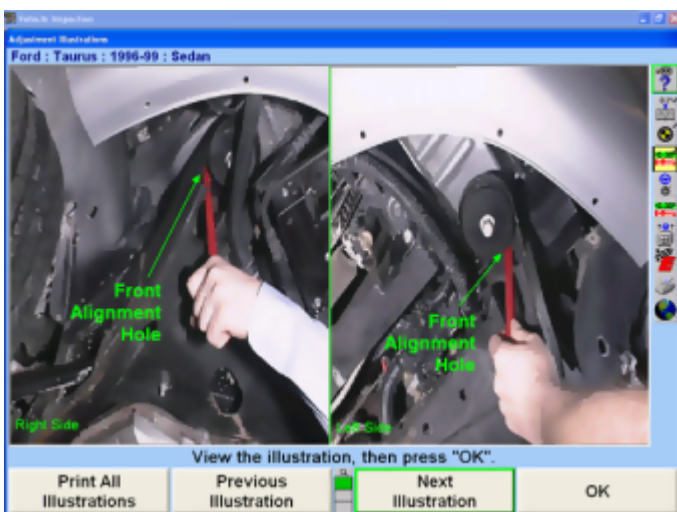 Vehicle Inspection
Adjustment Illustrations
Ford : Taurus : 1996-99 : Sedan
Front
Alignment
Hole
Right Side
Front
Alignment
Hole
Left Side
View the illustration, then press "OK".
Print All
Illustrations
Previous
Illustration
Next
Illustration
OK